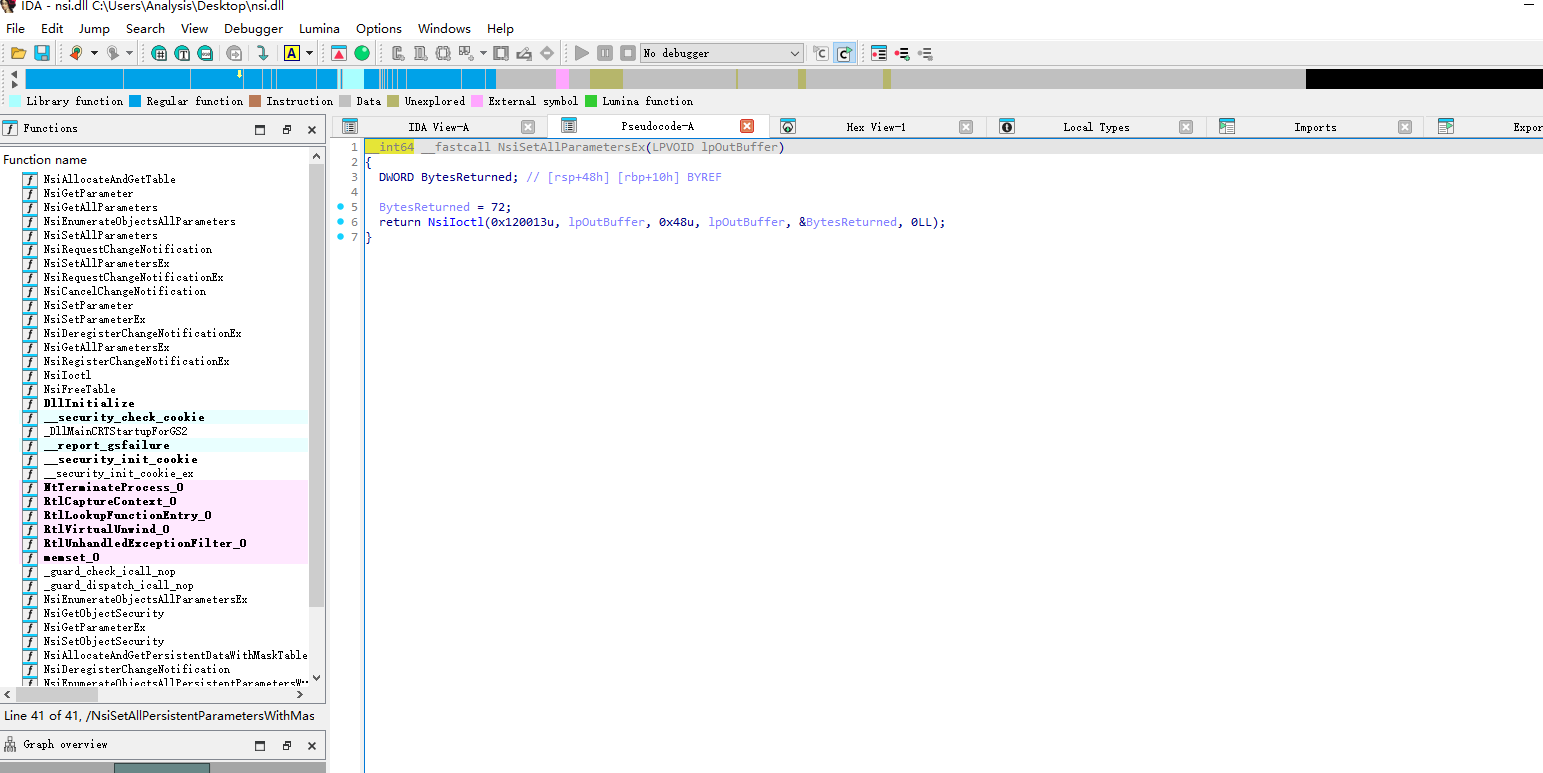 IDA - nsi.dll C:\Users\Analysis\Desktop\nsi.dll
File Edit Jump Search View Debugger Lumina Options Windows Help
No debugger
Library function Regular function Instruction Data Unexplored External symbol Lumina function
Functions
IDA View-A Pseudocode-A Hex View-1 Local Types Imports Expor
Function name
NsiAllocateAndGetTable
NsiGetParameter
NsiGetAllParameters
NsiEnumerateObjectsAllParameters
NsiSetAllParameters
NsiRequestChangeNotification
NsiSetAllParametersEx
NsiRequestChangeNotificationEx
NsiCancelChangeNotification
NsiSetParameter
NsiSetParameterEx
NsiDeregisterChangeNotificationEx
NsiGetAllParametersEx
NsiRegisterChangeNotificationEx
NsiIoctl
NsiFreeTable
DllInitialize
__security_check_cookie
_DllMainCRTStartupForGS2
__report_gsfailure
__security_init_cookie
__security_init_cookie_ex
NtTerminateProcess_0
RtlCaptureContext_0
RtlLookupFunctionEntry_0
RtlVirtualUnwind_0
RtlUnhandledExceptionFilter_0
memset_0
_guard_check_icall_nop
_guard_dispatch_icall_nop
NsiEnumerateObjectsAllParametersEx
NsiGetObjectSecurity
NsiGetParameterEx
NsiSetObjectSecurity
NsiAllocateAndGetPersistentDataWithMaskTable
NsiDeregisterChangeNotification
NsiEnumerateObjectsAllPersistentParametersW…
Line 41 of 41, /NsiSetAllPersistentParametersWithMas
Graph overview
1 __int64 __fastcall NsiSetAllParametersEx(LPVOID lpOutBuffer)
2 {
3 DWORD BytesReturned; // [rsp+48h] [rbp+10h] BYREF
4
5 BytesReturned = 72;
6 return NsiIoctl(0x120013u, lpOutBuffer, 0x48u, lpOutBuffer, &BytesReturned, 0LL);
7 }